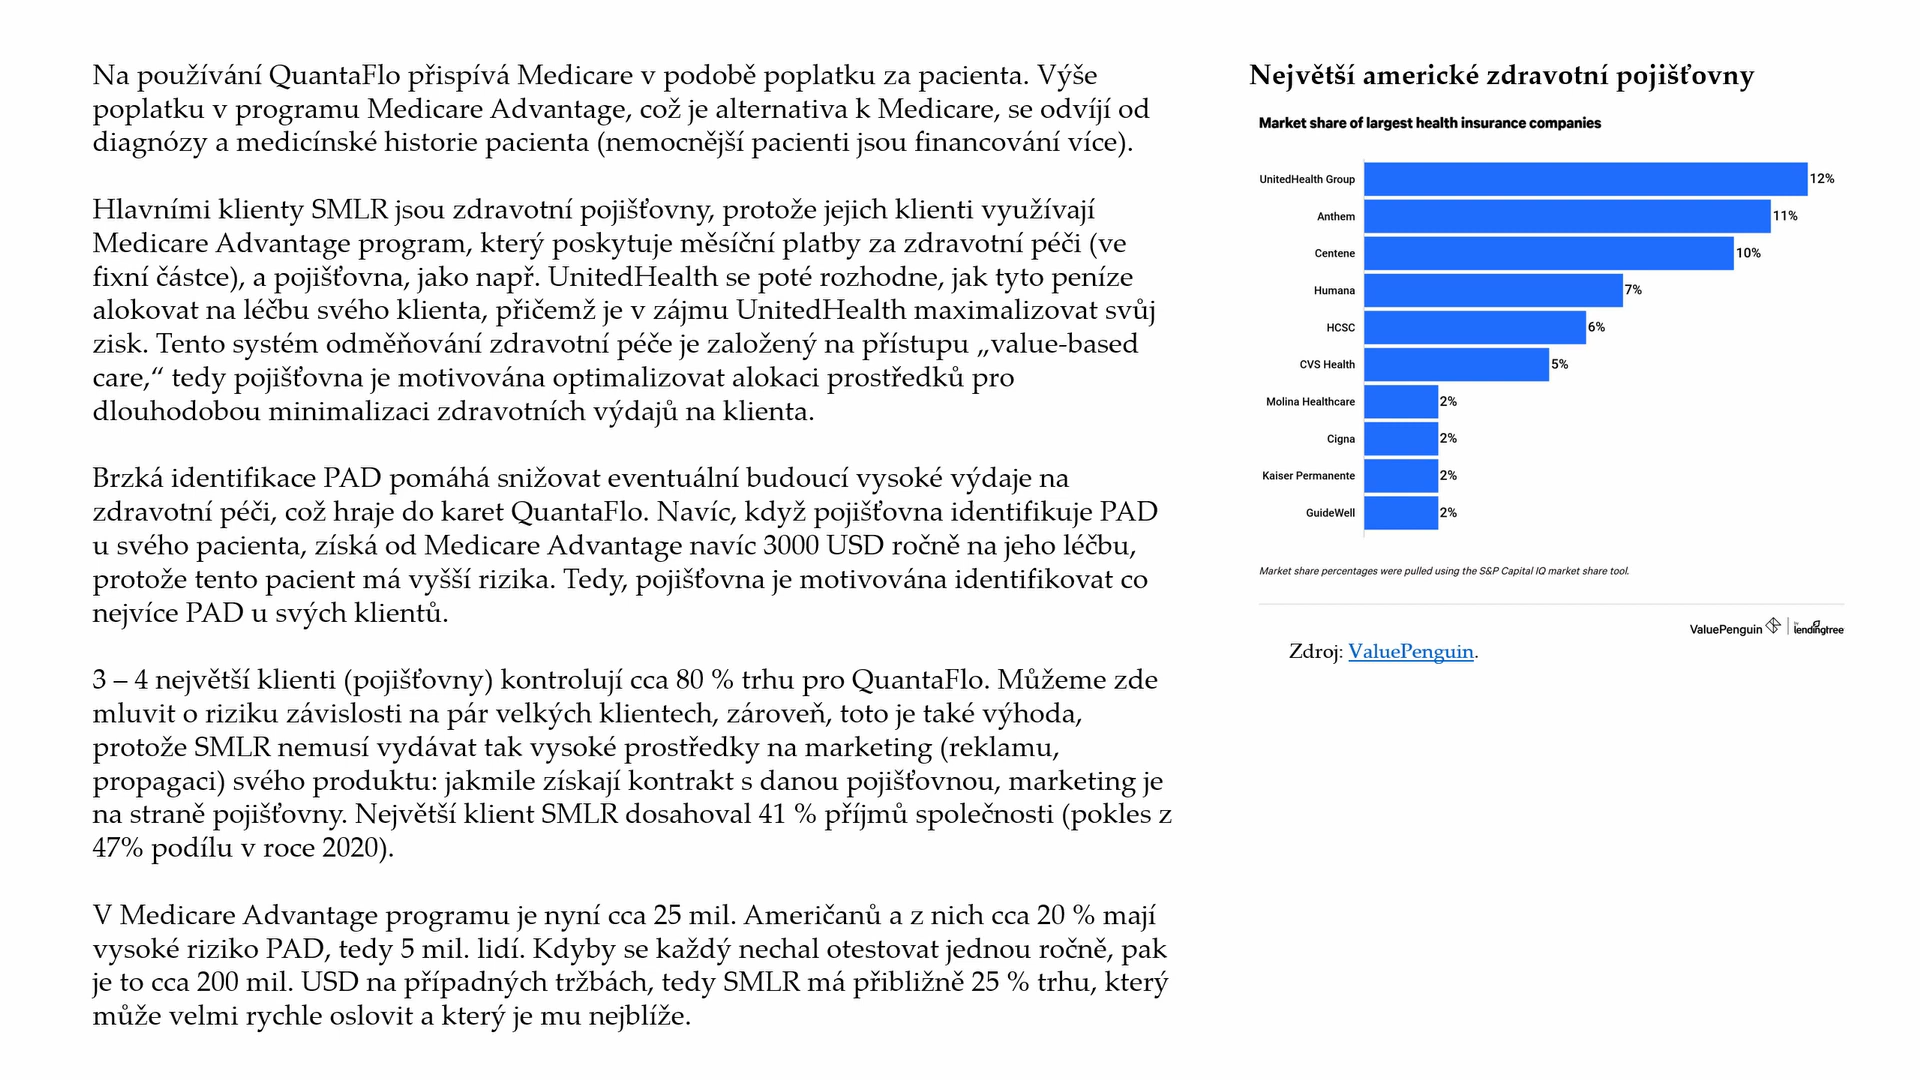 Na používání QuantaFlo přispívá Medicare v podobě poplatku za pacienta. Výše
poplatku v programu Medicare Advantage, což je alternativa k Medicare, se odvíjí od
diagnózy a medicínské historie pacienta (nemocnější pacienti jsou financování více).
Hlavními klienty SMLR jsou zdravotní pojišťovny, protože jejich klienti využívají
Medicare Advantage program, který poskytuje měsíční platby za zdravotní péči (ve
fixní částce), a pojišťovna, jako např. UnitedHealth se poté rozhodne, jak tyto peníze
alokovat na léčbu svého klienta, přičemž je v zájmu UnitedHealth maximalizovat svůj
zisk. Tento systém odměňování zdravotní péče je založený na přístupu „value-based
care,“ tedy pojišťovna je motivována optimalizovat alokaci prostředků pro
dlouhodobou minimalizaci zdravotních výdajů na klienta.
Brzká identifikace PAD pomáhá snižovat eventuální budoucí vysoké výdaje na
zdravotní péči, což hraje do karet QuantaFlo. Navíc, když pojišťovna identifikuje PAD
u svého pacienta, získá od Medicare Advantage navíc 3000 USD ročně na jeho léčbu,
protože tento pacient má vyšší rizika. Tedy, pojišťovna je motivována identifikovat co
nejvíce PAD u svých klientů.
3 – 4 největší klienti (pojišťovny) kontrolují cca 80 % trhu pro QuantaFlo. Můžeme zde
mluvit o riziku závislosti na pár velkých klientech, zároveň, toto je také výhoda,
protože SMLR nemusí vydávat tak vysoké prostředky na marketing (reklamu,
propagaci) svého produktu: jakmile získají kontrakt s danou pojišťovnou, marketing je
na straně pojišťovny. Největší klient SMLR dosahoval 41 % příjmů společnosti (pokles z
47% podílu v roce 2020).
V Medicare Advantage programu je nyní cca 25 mil. Američanů a z nich cca 20 % mají
vysoké riziko PAD, tedy 5 mil. lidí. Kdyby se každý nechal otestovat jednou ročně, pak
je to cca 200 mil. USD na případných tržbách, tedy SMLR má přibližně 25 % trhu, který
může velmi rychle oslovit a který je mu nejblíže.
Největší americké zdravotní pojišťovny
Market share of largest health insurance companies
UnitedHealth Group 12%
Anthem 11%
Centene 10%
Humana 7%
HCSC 6%
CVS Health 5%
Molina Healthcare 2%
Cigna 2%
Kaiser Permanente 2%
GuideWell 2%
Market share percentages were pulled using the S&P Capital IQ market share tool.
ValuePenguin by lendingtree
Zdroj: ValuePenguin.